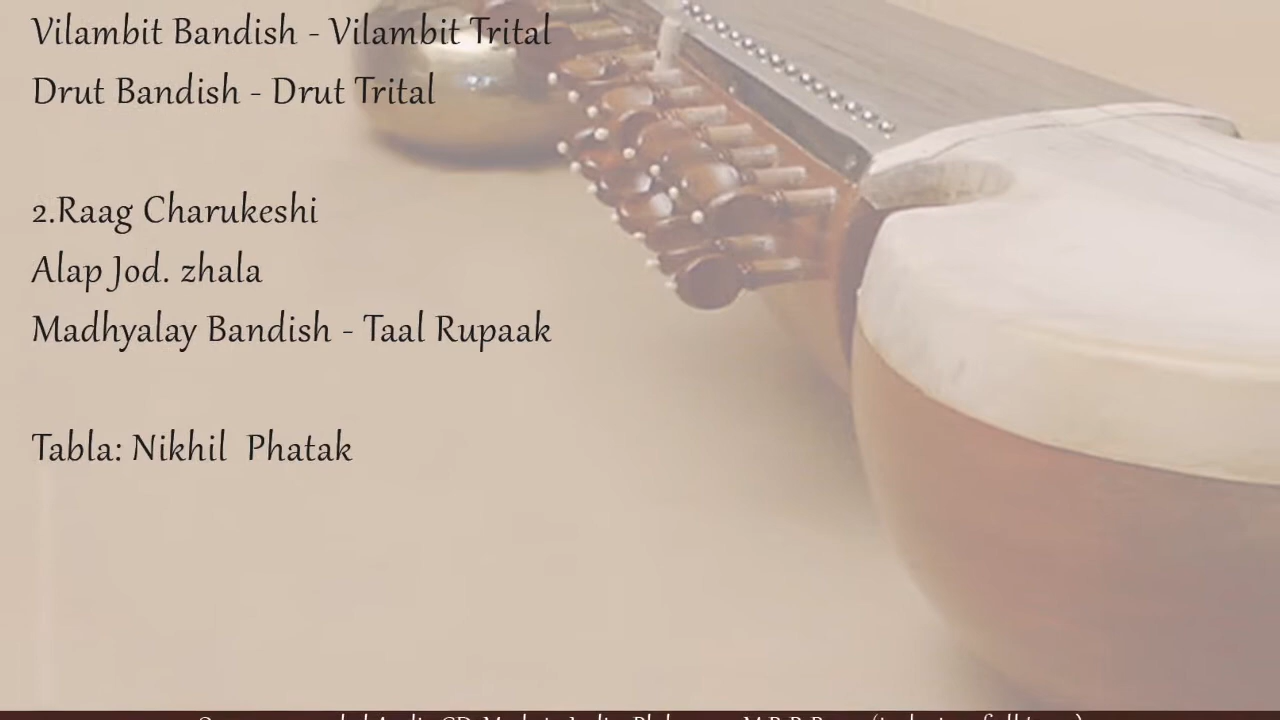 Vilambit Bandish - Vilambit Trital
Drut Bandish - Drut Trital
2.Raag Charukeshi
Alap Jod. zhala
Madhyalay Bandish - Taal Rupaak
Tabla: Nikhil Phatak